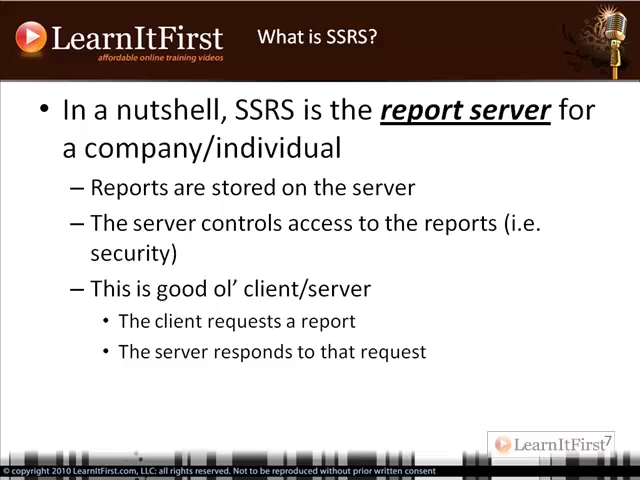 LearnItFirst
affordable online training videos
What is SSRS?
• In a nutshell, SSRS is the report server for
a company/individual
– Reports are stored on the server
– The server controls access to the reports (i.e.
security)
– This is good ol’ client/server
• The client requests a report
• The server responds to that request
LearnItFirst 7
© copyright 2010 LearnItFirst.com, LLC: all rights reserved. Not to be reproduced without prior written consent